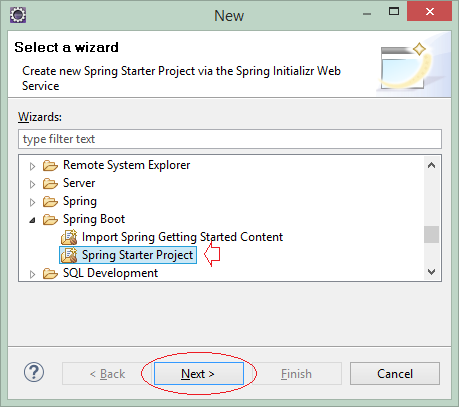 New
Select a wizard
Create new Spring Starter Project via the Spring Initializr Web
Service
Wizards:
type filter text
Remote System Explorer
Server
Spring
Spring Boot
Import Spring Getting Started Content
Spring Starter Project
SQL Development
? < Back Next > Finish Cancel